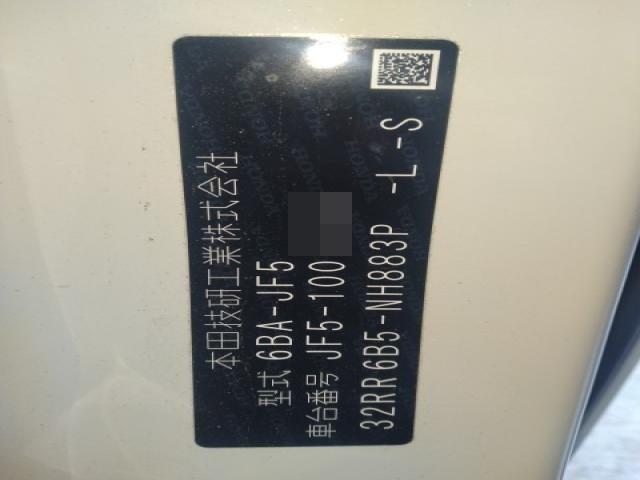 本田技研工業株式会社
型式 6BA-JF5
車台番号 JF5-100
32RR6B5-NH883P -L-S